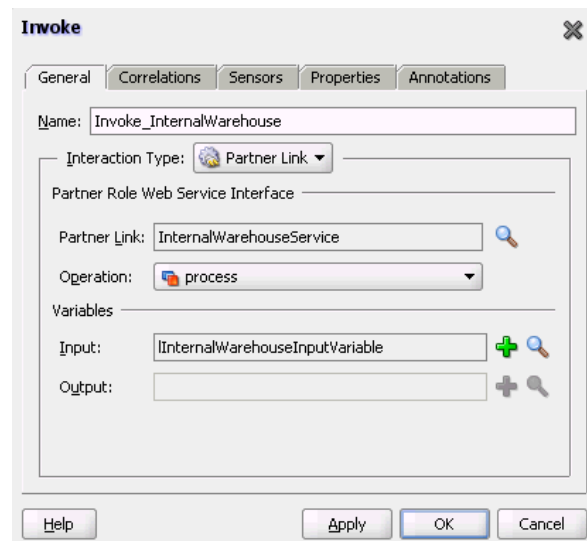 Invoke
General Correlations Sensors Properties Annotations
Name: Invoke_InternalWarehouse
Interaction Type: Partner Link
Partner Role Web Service Interface
Partner Link: InternalWarehouseService
Operation: process
Variables
Input: lInternalWarehouseInputVariable
Output:
Help Apply OK Cancel